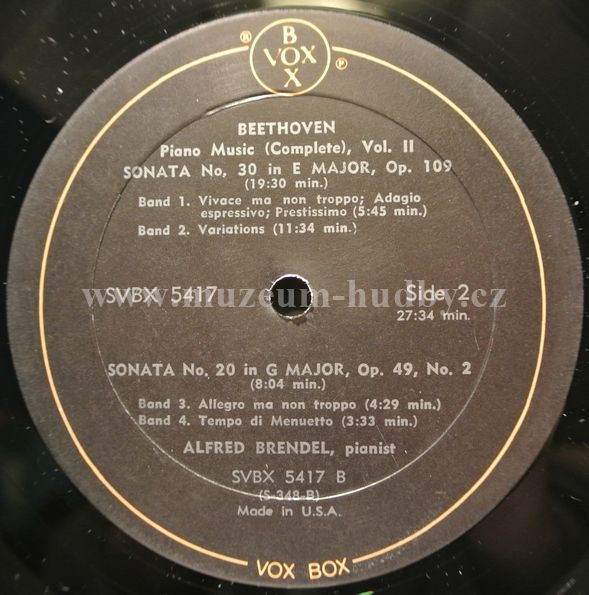 BOX
VOX
® ℗
BEETHOVEN
Piano Music (Complete), Vol. II
SONATA No. 30 in E MAJOR, Op. 109
(19:30 min.)
Band 1. Vivace ma non troppo; Adagio
espressivo; Prestissimo (5:45 min.)
Band 2. Variations (11:34 min.)
SVBX 5417 Side 2
www.muzeum-hudby.cz
27:34 min.
SONATA No. 20 in G MAJOR, Op. 49, No. 2
(8:04 min.)
Band 3. Allegro ma non troppo (4:29 min.)
Band 4. Tempo di Menuetto (3:33 min.)
ALFRED BRENDEL, pianist
SVBX 5417 B
(S-348-B)
Made in U.S.A.
VOX BOX